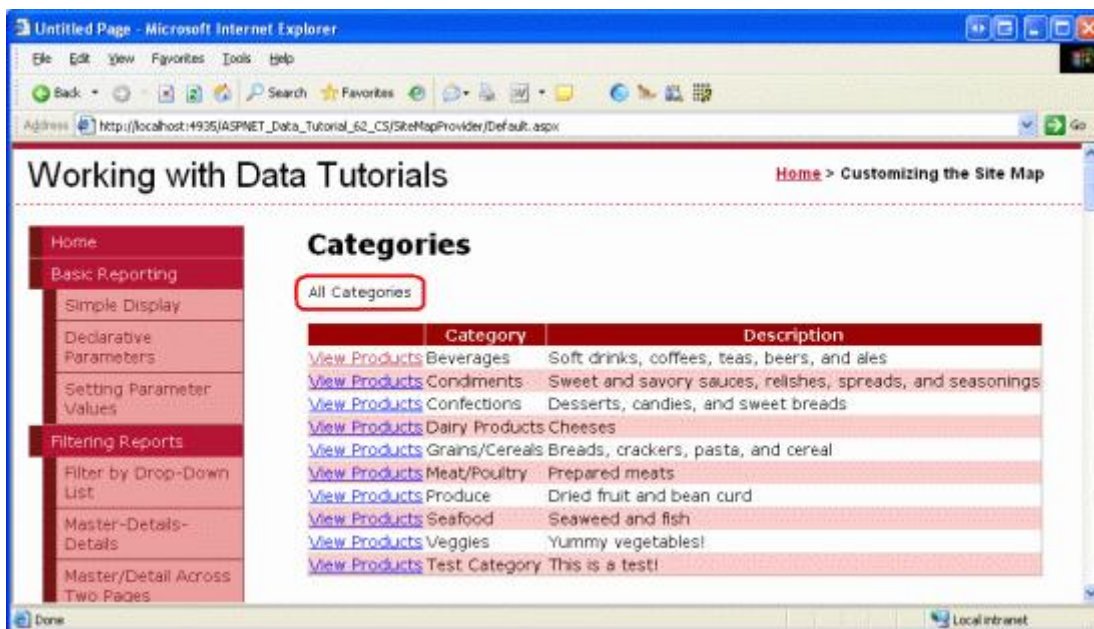 Untitled Page - Microsoft Internet Explorer
File Edit View Favorites Tools Help
Back Search Favorites
Address http://localhost:4935/ASPNET_Data_Tutorial_62_CS/SiteMapProvider/Default.aspx Go
Working with Data Tutorials
Home > Customizing the Site Map
Home
Basic Reporting
Simple Display
Declarative
Parameters
Setting Parameter
Values
Filtering Reports
Filter by Drop-Down
List
Master-Details-
Details
Master/Detail Across
Two Pages
Categories
All Categories
Category Description
View Products Beverages Soft drinks, coffees, teas, beers, and ales
View Products Condiments Sweet and savory sauces, relishes, spreads, and seasonings
View Products Confections Desserts, candies, and sweet breads
View Products Dairy Products Cheeses
View Products Grains/Cereals Breads, crackers, pasta, and cereal
View Products Meat/Poultry Prepared meats
View Products Produce Dried fruit and bean curd
View Products Seafood Seaweed and fish
View Products Veggies Yummy vegetables!
View Products Test Category This is a test!
Done Local intranet